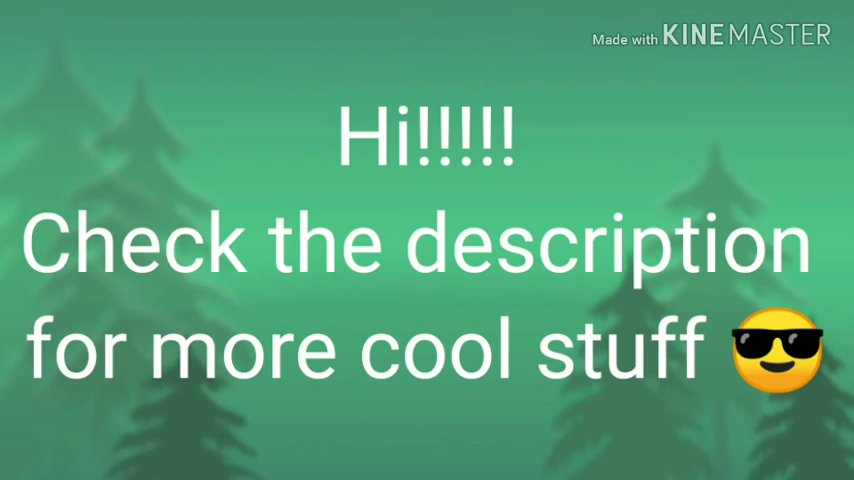 Made with KINEMASTER
Hi!!!!!
Check the description
for more cool stuff 😎